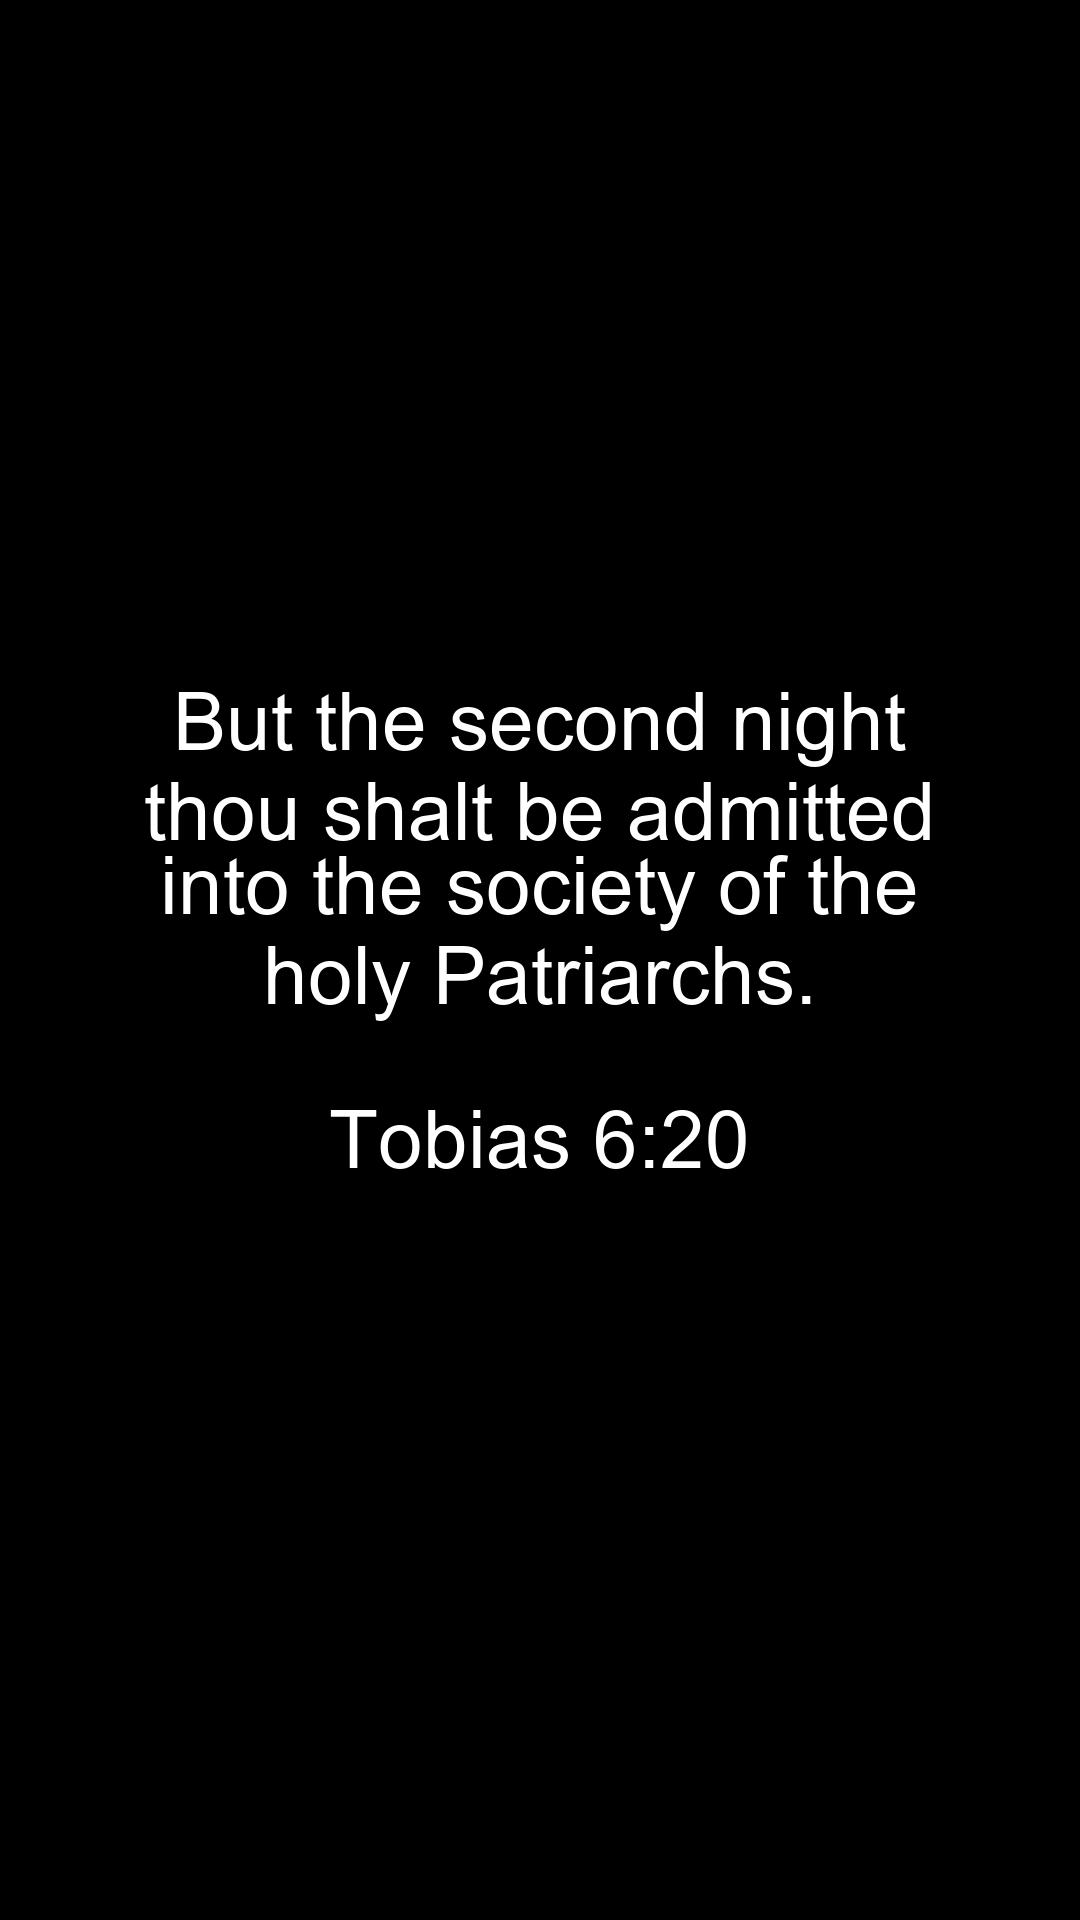 But the second night
thou shalt be admitted
into the society of the
holy Patriarchs.
Tobias 6:20